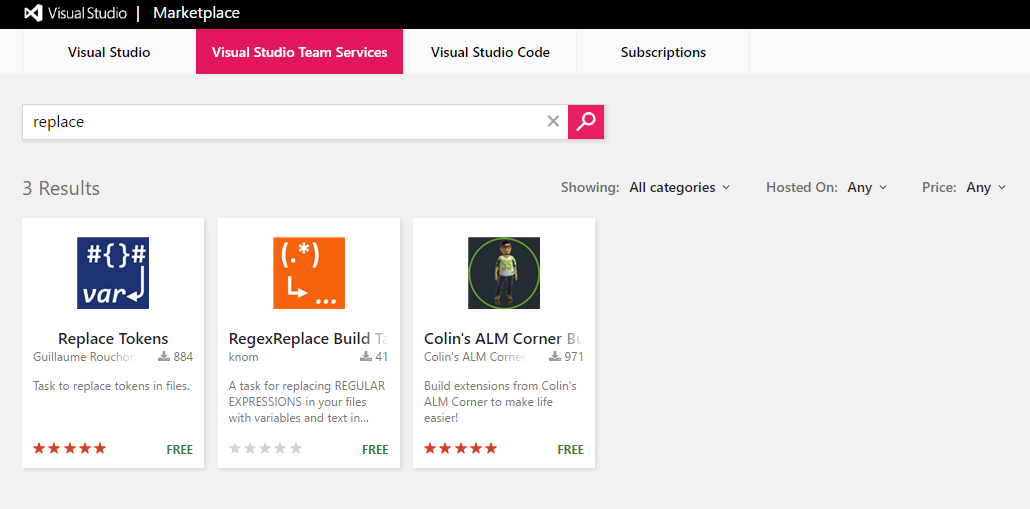 Visual Studio | Marketplace
Visual Studio Visual Studio Team Services Visual Studio Code Subscriptions
replace
3 Results Showing: All categories Hosted On: Any Price: Any
#{}#
var
(.*)
...
Replace Tokens
Guillaume Rouchon 884
Task to replace tokens in files.
FREE
RegexReplace Build Ta
knom 41
A task for replacing REGULAR
EXPRESSIONS in your files
with variables and text in...
FREE
Colin's ALM Corner Bu
Colin's ALM Corner 971
Build extensions from Colin's
ALM Corner to make life
easier!
FREE